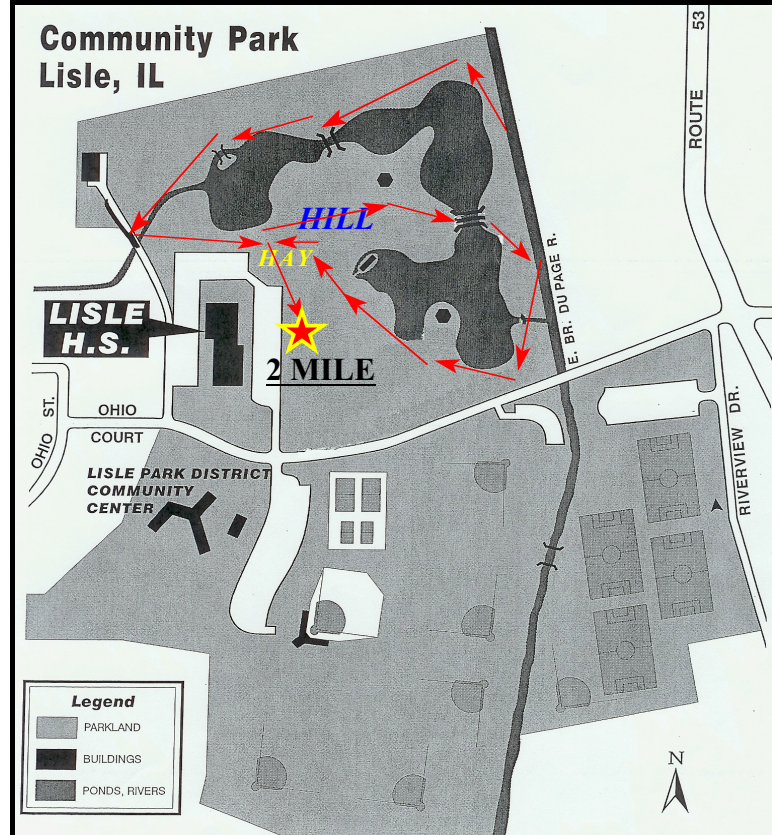 Community Park
Lisle, IL
ROUTE 53
HILL
HAY
E. BR. DU PAGE R.
LISLE
H.S.
2 MILE
OHIO ST.
OHIO
COURT
RIVERVIEW DR.
LISLE PARK DISTRICT
COMMUNITY
CENTER
Legend
PARKLAND
BUILDINGS
PONDS, RIVERS
N